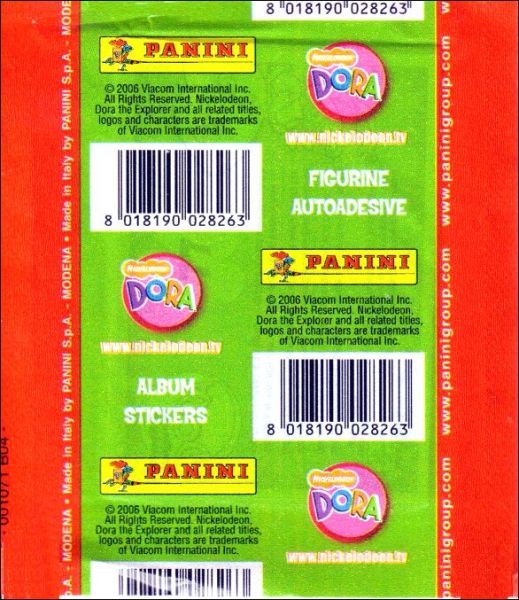 8 018190 028263
PANINI
© 2006 Viacom International Inc.
All Rights Reserved. Nickelodeon,
Dora the Explorer and all related titles,
logos and characters are trademarks
of Viacom International Inc.
NICKELODEON
DORA
www.nickelodeon.tv
8 018190 028263
FIGURINE
AUTOADESIVE
NICKELODEON
DORA
www.nickelodeon.tv
PANINI
© 2006 Viacom International Inc.
All Rights Reserved. Nickelodeon,
Dora the Explorer and all related titles,
logos and characters are trademarks
of Viacom International Inc.
ALBUM
STICKERS
8 018190 028263
PANINI
© 2006 Viacom International Inc.
All Rights Reserved. Nickelodeon,
Dora the Explorer and all related titles,
logos and characters are trademarks
of Viacom International Inc.
NICKELODEON
DORA
www.nickelodeon.tv
p.A. - MODENA • Made in Italy by PANINI S.p.A. - MODENA • Made in Italy by PANINI S.p.A. - M
www.paninigroup.com www.paninigroup.com www.paninigroup.com